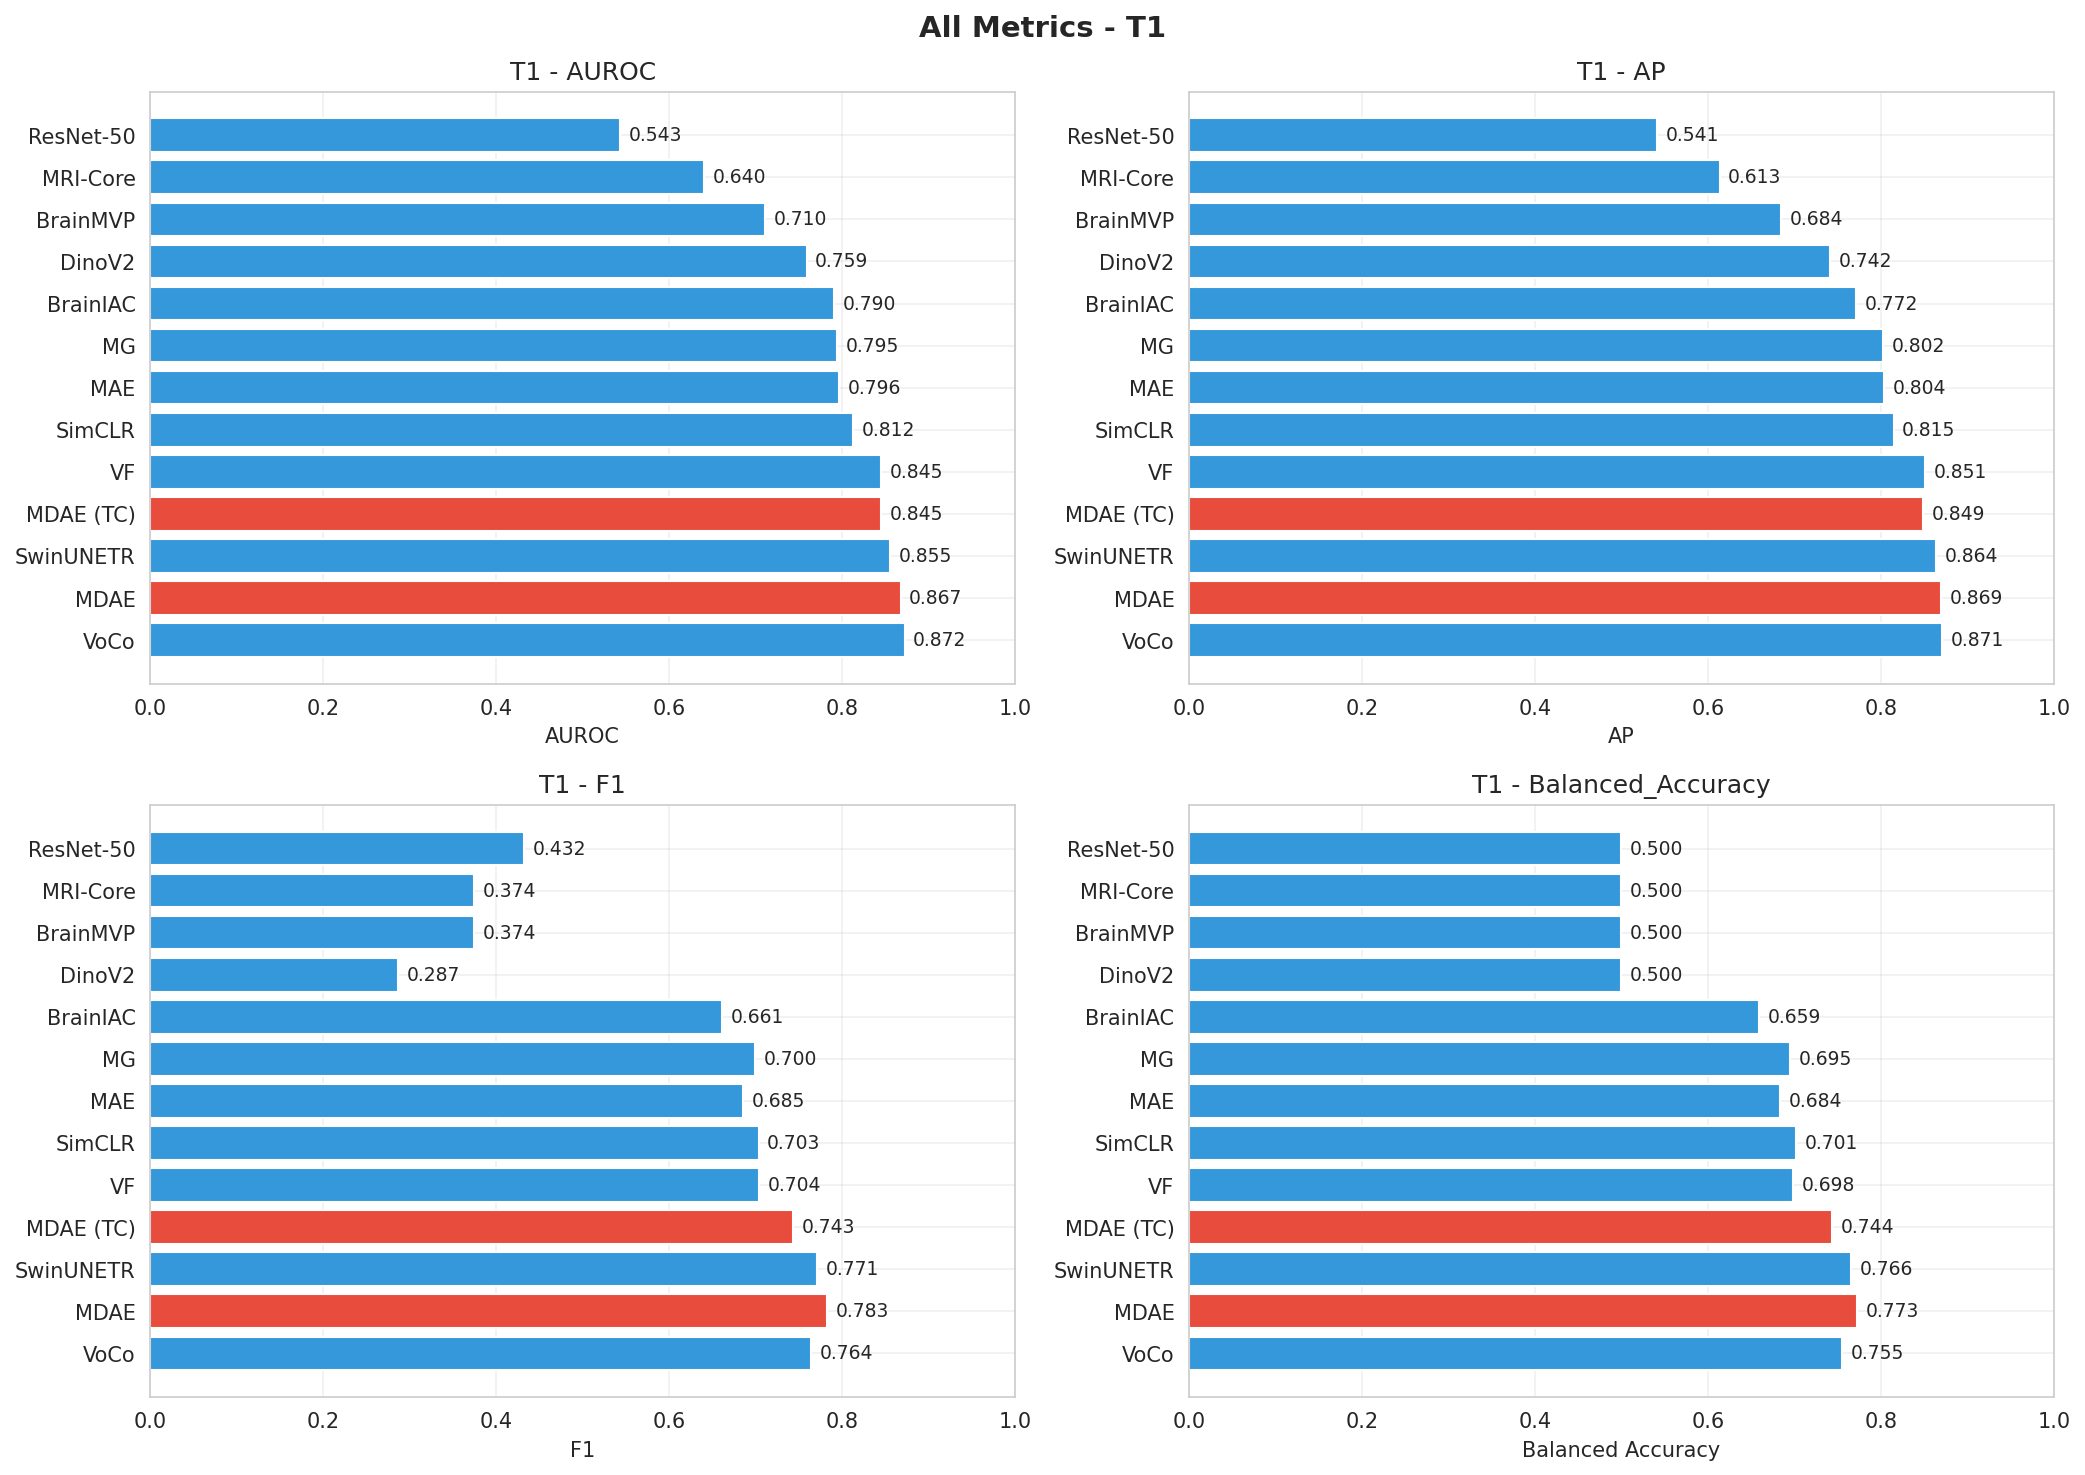 All Metrics - T1
T1 - AUROC
ResNet-50 0.543
MRI-Core 0.640
BrainMVP 0.710
DinoV2 0.759
BrainIAC 0.790
MG 0.795
MAE 0.796
SimCLR 0.812
VF 0.845
MDAE (TC) 0.845
SwinUNETR 0.855
MDAE 0.867
VoCo 0.872
0.0 0.2 0.4 0.6 0.8 1.0
AUROC
T1 - AP
ResNet-50 0.541
MRI-Core 0.613
BrainMVP 0.684
DinoV2 0.742
BrainIAC 0.772
MG 0.802
MAE 0.804
SimCLR 0.815
VF 0.851
MDAE (TC) 0.849
SwinUNETR 0.864
MDAE 0.869
VoCo 0.871
0.0 0.2 0.4 0.6 0.8 1.0
AP
T1 - F1
ResNet-50 0.432
MRI-Core 0.374
BrainMVP 0.374
DinoV2 0.287
BrainIAC 0.661
MG 0.700
MAE 0.685
SimCLR 0.703
VF 0.704
MDAE (TC) 0.743
SwinUNETR 0.771
MDAE 0.783
VoCo 0.764
0.0 0.2 0.4 0.6 0.8 1.0
F1
T1 - Balanced_Accuracy
ResNet-50 0.500
MRI-Core 0.500
BrainMVP 0.500
DinoV2 0.500
BrainIAC 0.659
MG 0.695
MAE 0.684
SimCLR 0.701
VF 0.698
MDAE (TC) 0.744
SwinUNETR 0.766
MDAE 0.773
VoCo 0.755
0.0 0.2 0.4 0.6 0.8 1.0
Balanced Accuracy